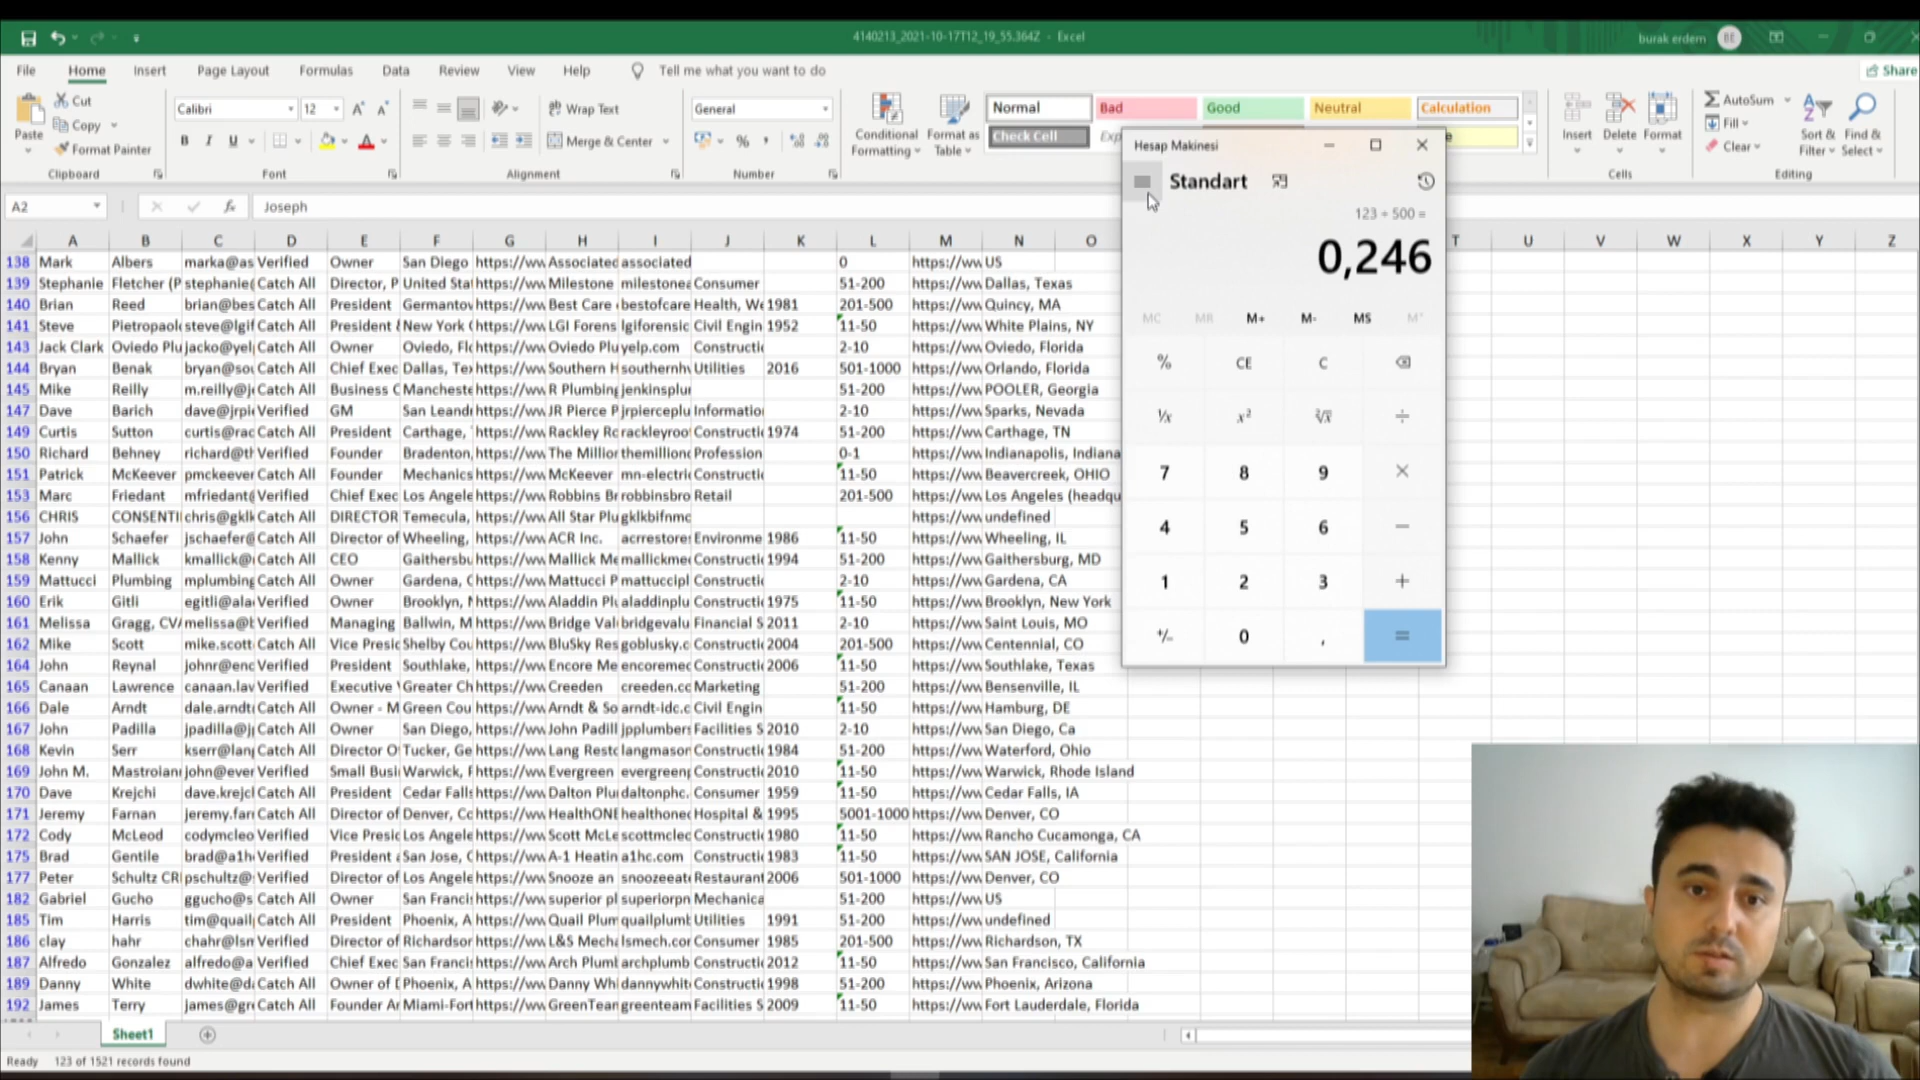 4140213_2021-10-17T12_19_55.364Z - Excel
burak erdem BE
File Home Insert Page Layout Formulas Data Review View Help Tell me what you want to do Share
Paste Cut Copy Format Painter Clipboard
Calibri 12 B I U Font
Wrap Text Merge & Center Alignment
General % Number
Conditional Formatting Format as Table
Normal Bad Good Neutral Calculation
Check Cell
Insert Delete Format Cells
AutoSum Fill Clear Sort & Filter Find & Select Editing
A2 fx Joseph
A B C D E F G H I J K L M N O T U V W X Y Z
138 Mark Albers marka@as Verified Owner San Diego https://ww Associated associated 0 https://ww US
139 Stephanie Fletcher (P stephanie( Catch All Director, P United Sta https://ww Milestone milestone Consumer 51-200 https://ww Dallas, Texas
140 Brian Reed brian@bes Catch All President Germantov https://ww Best Care bestofcare Health, We 1981 201-500 https://ww Quincy, MA
141 Steve Pietropaol steve@lgif Catch All President & New York https://ww LGI Forens lgiforensic Civil Engin 1952 11-50 https://ww White Plains, NY
143 Jack Clark Oviedo Plu jacko@yel Catch All Owner Oviedo, Flo https://ww Oviedo Plu yelp.com Constructi 2-10 https://ww Oviedo, Florida
144 Bryan Benak bryan@so Catch All Chief Exec Dallas, Tex https://ww Southern H southernh Utilities 2016 501-1000 https://ww Orlando, Florida
145 Mike Reilly m.reilly@j Catch All Business C Mancheste https://ww R Plumbing jenkinsplu 51-200 https://ww POOLER, Georgia
147 Dave Barich dave@jrpi Verified GM San Leand https://ww JR Pierce P jrpierceplu Informatio 2-10 https://ww Sparks, Nevada
149 Curtis Sutton curtis@rac Catch All President Carthage, https://ww Rackley Ro rackleyroo Constructi 1974 51-200 https://ww Carthage, TN
150 Richard Behney richard@th Verified Founder Bradenton, https://ww The Million themillion Profession 0-1 https://ww Indianapolis, Indiana
151 Patrick McKeever pmckeever Catch All Founder Mechanics https://ww McKeever mn-electri Constructi 11-50 https://ww Beavercreek, OHIO
153 Marc Friedant mfriedant Verified Chief Exec Los Angele https://ww Robbins Br robbinsbro Retail 201-500 https://ww Los Angeles (headqu
156 CHRIS CONSENTI chris@gkl Catch All DIRECTOR Temecula, https://ww All Star Plu gklkbifnmc https://ww undefined
157 John Schaefer jschaefer@ Catch All Director of Wheeling, https://ww ACR Inc. acrrestore Environme 1986 11-50 https://ww Wheeling, IL
158 Kenny Mallick kmallick@ Catch All CEO Gaithersbu https://ww Mallick Me mallickmec Constructi 1994 51-200 https://ww Gaithersburg, MD
159 Mattucci Plumbing mplumbing Catch All Owner Gardena, C https://ww Mattucci P mattuccipl Constructi 2-10 https://ww Gardena, CA
160 Erik Gitli egitli@ala Verified Owner Brooklyn, N https://ww Aladdin Plu aladdinplu Constructi 1975 11-50 https://ww Brooklyn, New York
161 Melissa Gragg, CVA melissa@b Verified Managing Ballwin, M https://ww Bridge Val bridgevalu Financial S 2011 2-10 https://ww Saint Louis, MO
162 Mike Scott mike.scott Catch All Vice Presid Shelby Cou https://ww BluSky Res goblusky.c Constructi 2004 201-500 https://ww Centennial, CO
164 John Reynal johnr@enc Verified President Southlake, https://ww Encore Me encoremec Constructi 2006 11-50 https://ww Southlake, Texas
165 Canaan Lawrence canaan.lav Verified Executive Greater Ch https://ww Creeden creeden.cc Marketing 51-200 https://ww Bensenville, IL
166 Dale Arndt dale.arndt Catch All Owner - M Green Cou https://ww Arndt & So arndt-idc.c Civil Engin 11-50 https://ww Hamburg, DE
167 John Padilla jpadilla@j Catch All Owner San Diego, https://ww John Padill jpplumbers Facilities S 2010 2-10 https://ww San Diego, Ca
168 Kevin Serr kserr@lan Catch All Director O Tucker, Ge https://ww Lang Resto langmason Constructi 1984 51-200 https://ww Waterford, Ohio
169 John M. Mastroiann john@ever Verified Small Busi Warwick, https://ww Evergreen evergreen Constructi 2010 11-50 https://ww Warwick, Rhode Island
170 Dave Krejchi dave.krejcl Catch All President Cedar Falls https://ww Dalton Plu daltonphc. Consumer 1959 11-50 https://ww Cedar Falls, IA
171 Jeremy Farnan jeremy.far Catch All Director of Denver, Cc https://ww HealthONE healthone Hospital & 1995 5001-1000 https://ww Denver, CO
172 Cody McLeod codymcleo Verified Vice Presid Los Angele https://ww Scott McLe scottmclec Constructi 1980 11-50 https://ww Rancho Cucamonga, CA
175 Brad Gentile brad@a1h Verified President San Jose, C https://ww A-1 Heatin a1hc.com Constructi 1983 11-50 https://ww SAN JOSE, California
177 Peter Schultz CR pschultz@ Verified Director of Los Angele https://ww Snooze an snoozeeat Restaurant 2006 501-1000 https://ww Denver, CO
182 Gabriel Gucho ggucho@s Catch All Owner San Franci https://ww superior pl superiorpn Mechanica 51-200 https://ww US
185 Tim Harris tim@quail Catch All President Phoenix, A https://ww Quail Plum quailplumb Utilities 1991 51-200 https://ww undefined
186 clay hahr chahr@lsm Verified Director of Richardson https://ww L&S Mecha lsmech.cor Consumer 1985 201-500 https://ww Richardson, TX
187 Alfredo Gonzalez alfredo@a Verified Chief Exec San Franci https://ww Arch Plumb archplumb Constructi 2012 11-50 https://ww San Francisco, California
189 Danny White dwhite@d Catch All Owner of D Phoenix, A https://ww Danny Whi dannywhit Constructi 1998 51-200 https://ww Phoenix, Arizona
192 James Terry james@gr Catch All Founder Ar Miami-Fort https://ww GreenTean greenteam Facilities S 2009 11-50 https://ww Fort Lauderdale, Florida
Hesap Makinesi
Standart
123 ÷ 500 =
0,246
MC MR M+ M- MS M˅
% CE C
⅟x x² ²√x ÷
7 8 9 ×
4 5 6 −
1 2 3 +
+/- 0 , =
Sheet1
Ready 123 of 1521 records found